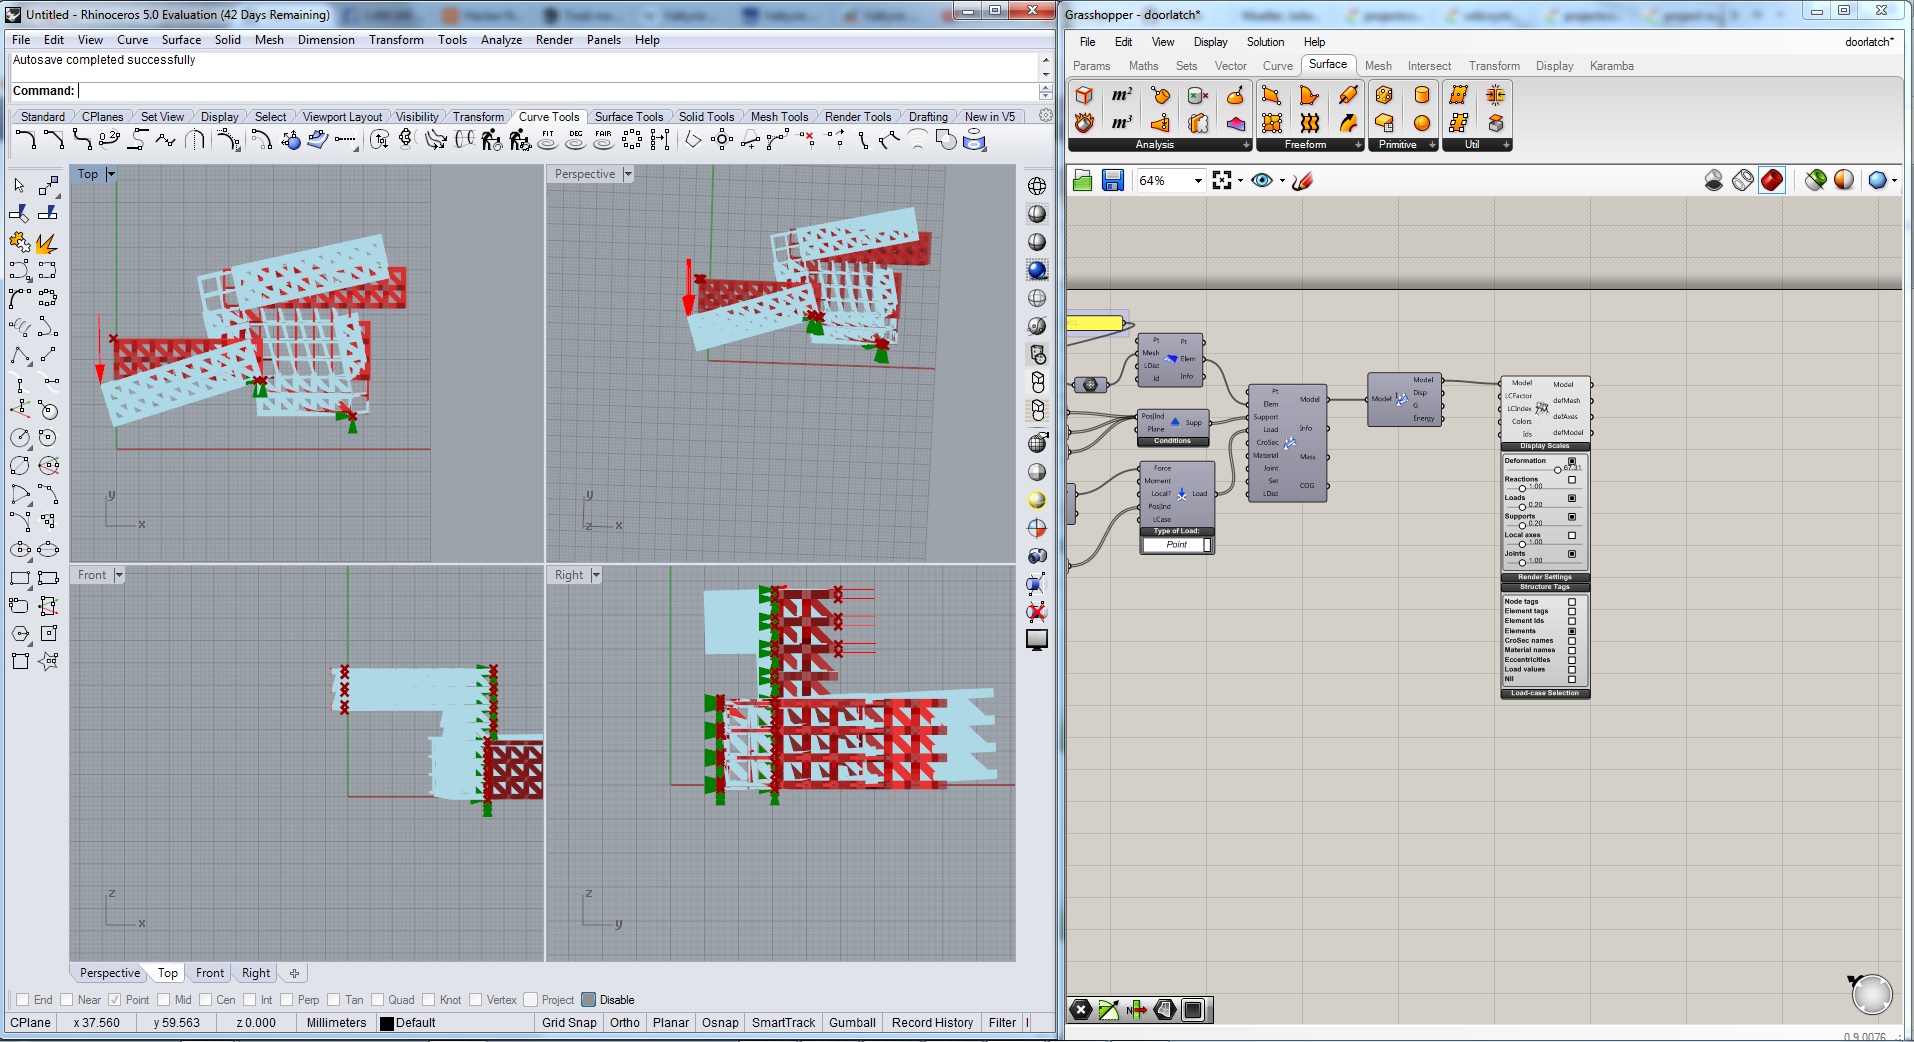 Untitled - Rhinoceros 5.0 Evaluation (42 Days Remaining)
File Edit View Curve Surface Solid Mesh Dimension Transform Tools Analyze Render Panels Help
Autosave completed successfully
Command:
Standard CPlanes Set View Display Select Viewport Layout Visibility Transform Curve Tools Surface Tools Solid Tools Mesh Tools Render Tools Drafting New in V5
FIT DEG FAIR
Top
Perspective
y
x
y
z x
Front
Right
z
x
z
y
Perspective Top Front Right
End Near Point Mid Cen Int Perp Tan Quad Knot Vertex Project Disable
CPlane x 37.560 y 59.563 z 0.000 Millimeters Default Grid Snap Ortho Planar Osnap SmartTrack Gumball Record History Filter
Grasshopper - doorlatch*
File Edit View Display Solution Help doorlatch*
Params Maths Sets Vector Curve Surface Mesh Intersect Transform Display Karamba
m²
m³
Analysis Freeform Primitive Util
64%
Pt Pt
Mesh Elem
LDist
Id Info
Pos|Ind Supp
Plane
Conditions
Force
Moment
Local? Load
Pos|Ind
LCase
Type of Load:
Point
Pt
Elem Model
Support
Load Info
CroSec
Material Mass
Joint
Set COG
LDist
Model
Model Disp
G
Energy
Model Model
LCFactor defMesh
LCIndex defAxes
Colors defModel
Ids
Display Scales
Deformation
67.31
Reactions
1.00
Loads
0.20
Supports
0.20
Local axes
1.00
Joints
1.00
Render Settings
Structure Tags
Node tags
Element tags
Element Ids
Elements
CroSec names
Material names
Eccentricities
Load values
NII
Load-case Selection
N
0.9.0076